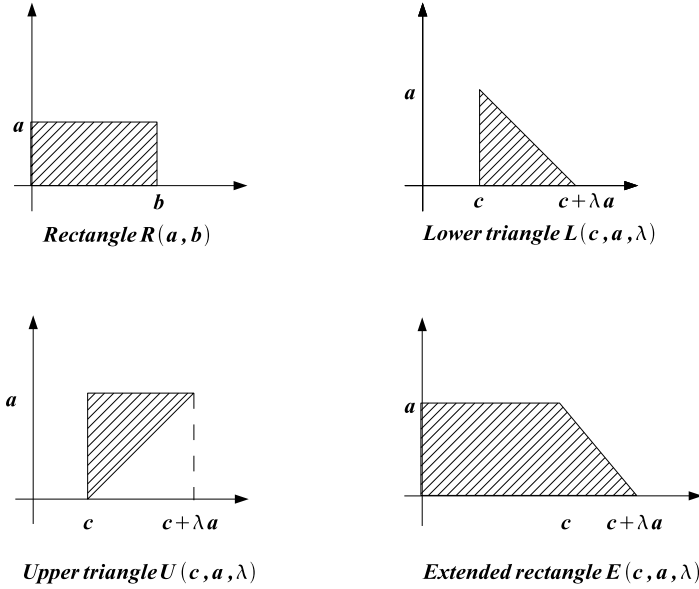 a
b
Rectangle R(a,b)
a
c c+λa
Lower triangle L(c,a,λ)
a
c c+λa
Upper triangle U(c,a,λ)
a
c c+λa
Extended rectangle E(c,a,λ)